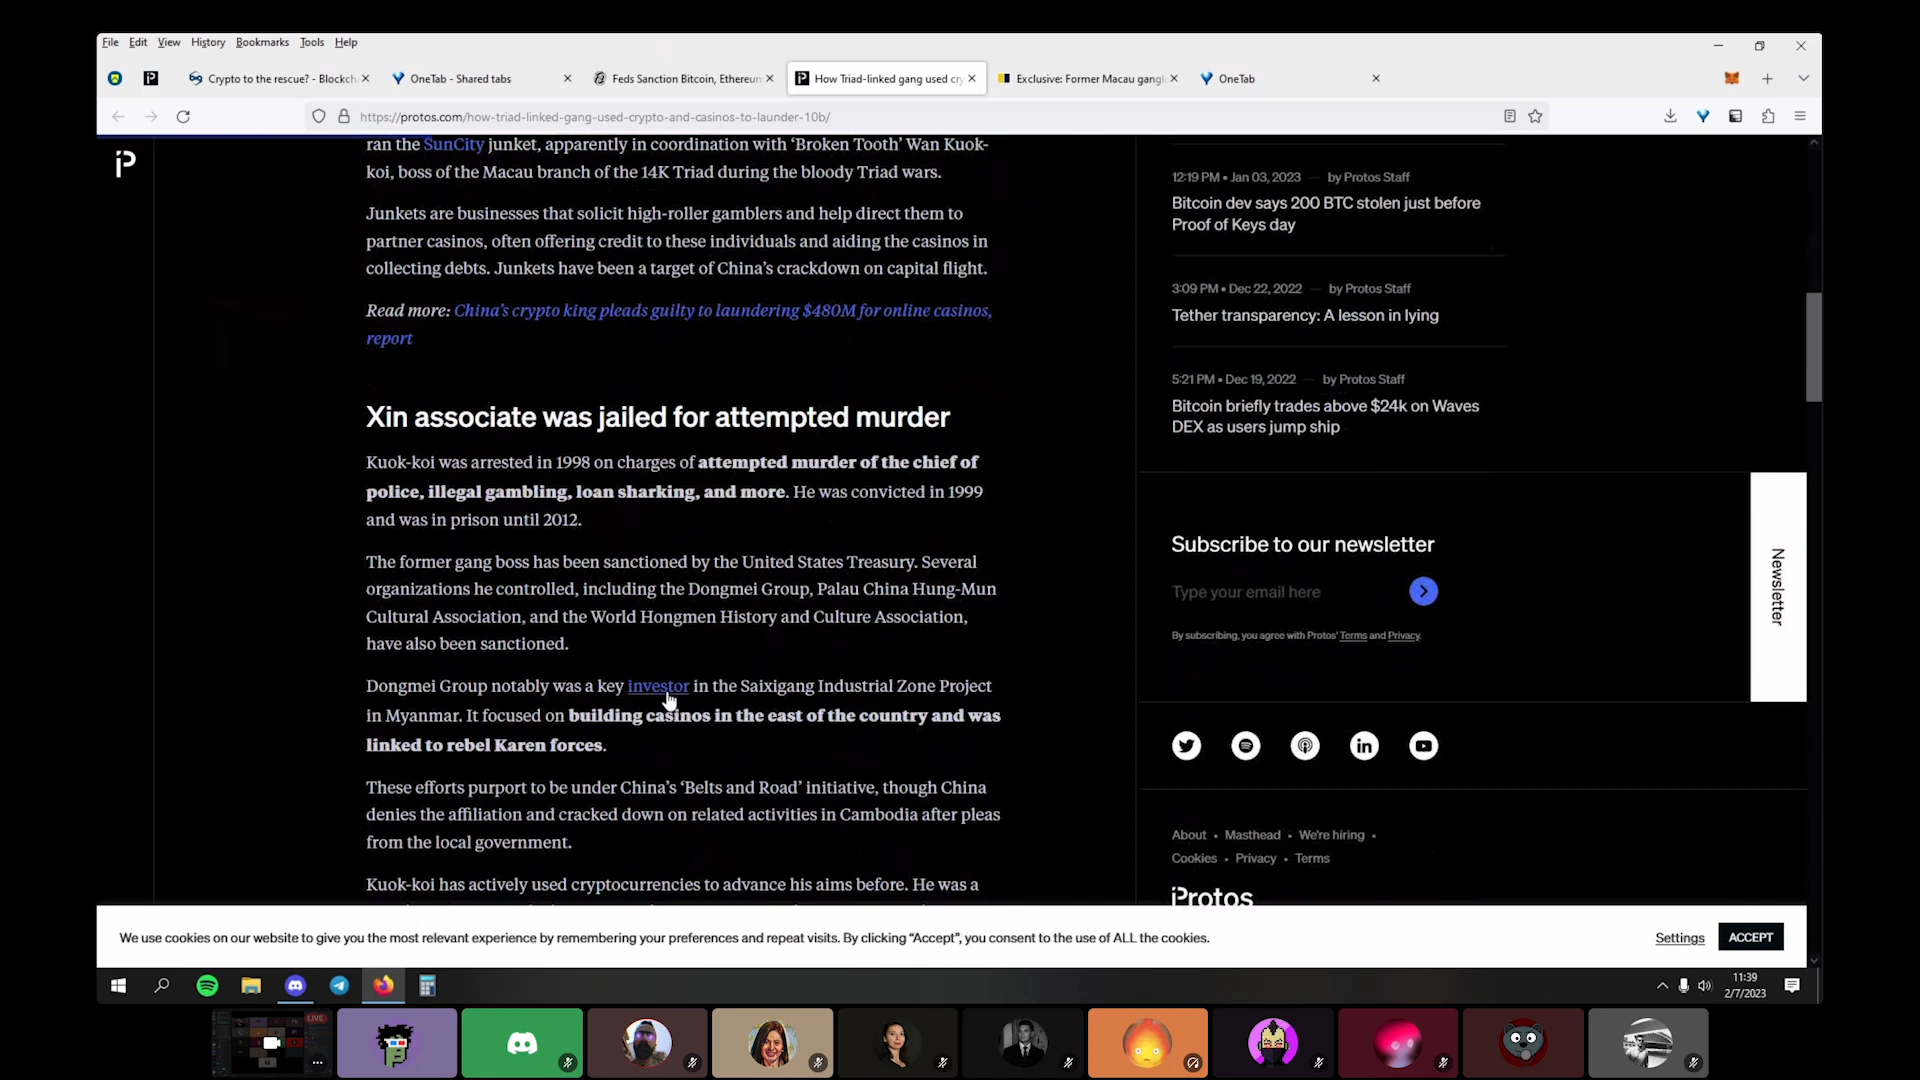 File Edit View History Bookmarks Tools Help
Crypto to the rescue? - Blockch
OneTab - Shared tabs
Feds Sanction Bitcoin, Ethereum
How Triad-linked gang used cry
Exclusive: Former Macau gangl
OneTab
https://protos.com/how-triad-linked-gang-used-crypto-and-casinos-to-launder-10b/
ran the SunCity junket, apparently in coordination with ‘Broken Tooth’ Wan Kuok-
koi, boss of the Macau branch of the 14K Triad during the bloody Triad wars.
Junkets are businesses that solicit high-roller gamblers and help direct them to
partner casinos, often offering credit to these individuals and aiding the casinos in
collecting debts. Junkets have been a target of China’s crackdown on capital flight.
Read more: China’s crypto king pleads guilty to laundering $480M for online casinos,
report
Xin associate was jailed for attempted murder
Kuok-koi was arrested in 1998 on charges of attempted murder of the chief of
police, illegal gambling, loan sharking, and more. He was convicted in 1999
and was in prison until 2012.
The former gang boss has been sanctioned by the United States Treasury. Several
organizations he controlled, including the Dongmei Group, Palau China Hung-Mun
Cultural Association, and the World Hongmen History and Culture Association,
have also been sanctioned.
Dongmei Group notably was a key investor in the Saixigang Industrial Zone Project
in Myanmar. It focused on building casinos in the east of the country and was
linked to rebel Karen forces.
These efforts purport to be under China’s ‘Belts and Road’ initiative, though China
denies the affiliation and cracked down on related activities in Cambodia after pleas
from the local government.
Kuok-koi has actively used cryptocurrencies to advance his aims before. He was a
12:19 PM • Jan 03, 2023 — by Protos Staff
Bitcoin dev says 200 BTC stolen just before
Proof of Keys day
3:09 PM • Dec 22, 2022 — by Protos Staff
Tether transparency: A lesson in lying
5:21 PM • Dec 19, 2022 — by Protos Staff
Bitcoin briefly trades above $24k on Waves
DEX as users jump ship
Subscribe to our newsletter
Type your email here
By subscribing, you agree with Protos’ Terms and Privacy.
Newsletter
About • Masthead • We’re hiring •
Cookies • Privacy • Terms
Protos
We use cookies on our website to give you the most relevant experience by remembering your preferences and repeat visits. By clicking “Accept”, you consent to the use of ALL the cookies.
Settings
ACCEPT
11:39
2/7/2023
LIVE